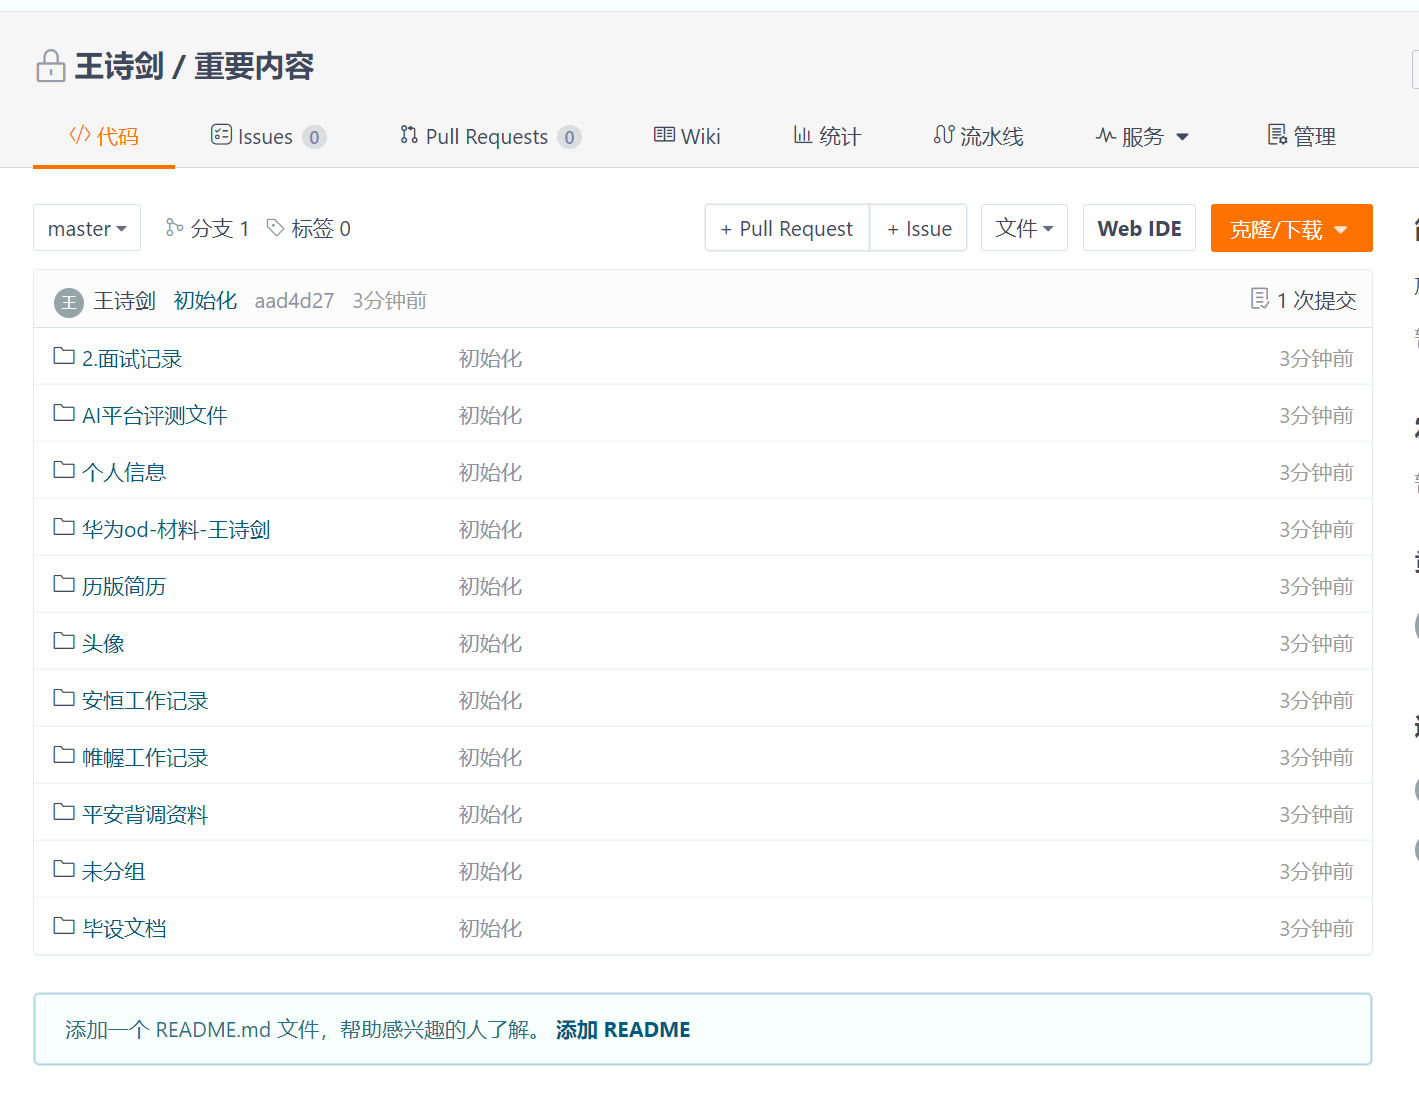 王诗剑 / 重要内容
代码 Issues 0 Pull Requests 0 Wiki 统计 流水线 服务 管理
master 分支 1 标签 0 + Pull Request + Issue 文件 Web IDE 克隆/下载
王 王诗剑 初始化 aad4d27 3分钟前 1 次提交
2.面试记录 初始化 3分钟前
AI平台评测文件 初始化 3分钟前
个人信息 初始化 3分钟前
华为od-材料-王诗剑 初始化 3分钟前
历版简历 初始化 3分钟前
头像 初始化 3分钟前
安恒工作记录 初始化 3分钟前
帷幄工作记录 初始化 3分钟前
平安背调资料 初始化 3分钟前
未分组 初始化 3分钟前
毕设文档 初始化 3分钟前
添加一个 README.md 文件，帮助感兴趣的人了解。 添加 README